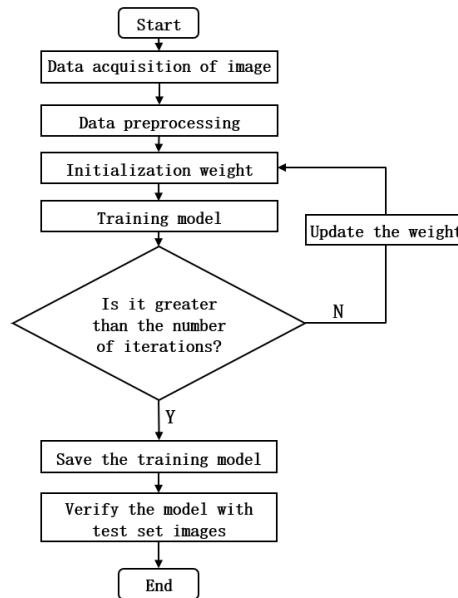 Start
Data acquisition of image
Data preprocessing
Initialization weight
Training model
Update the weight
Is it greater
than the number
of iterations?
N
Y
Save the training model
Verify the model with
test set images
End